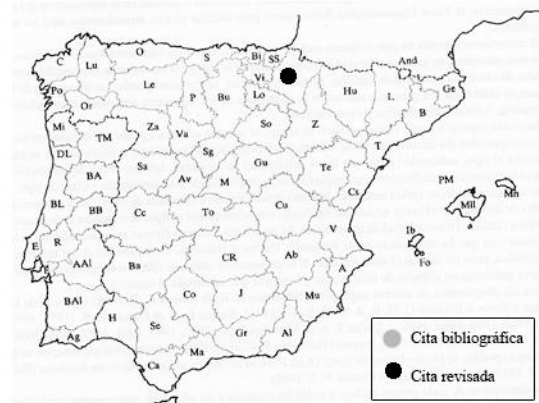 C Lu O S Bi SS And
Po Or Le P Bu Vi Lo Hu L B Ge
Mi TM Za Va So Z T
DL BA Sa Av Sg M Gu Te Cs PM Mn
BL BB Cc To Cu V Mll
E R AAl Ba CR Ab A Ib Fo
BAl Co J Mu
Ag H Se Gr Al
Ca Ma
Cita bibliográfica
Cita revisada